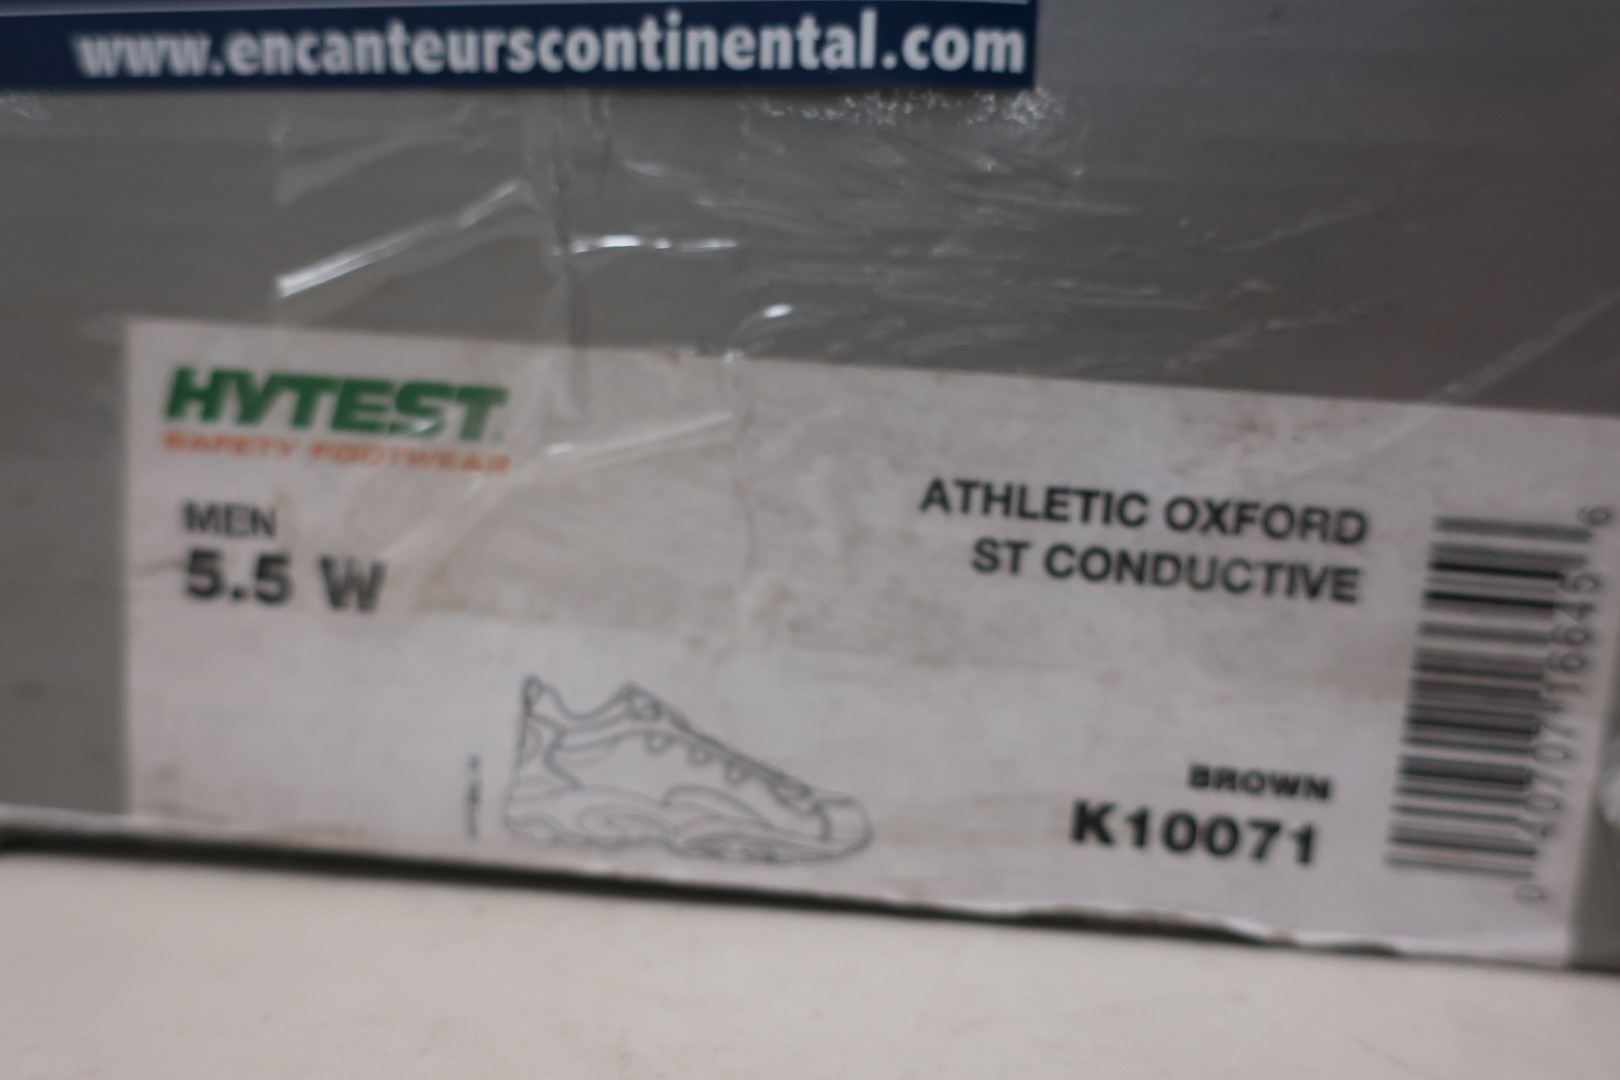 www.encanteurscontinental.com
HYTEST
SAFETY FOOTWEAR
MEN
5.5 W
ATHLETIC OXFORD
ST CONDUCTIVE
BROWN
K10071